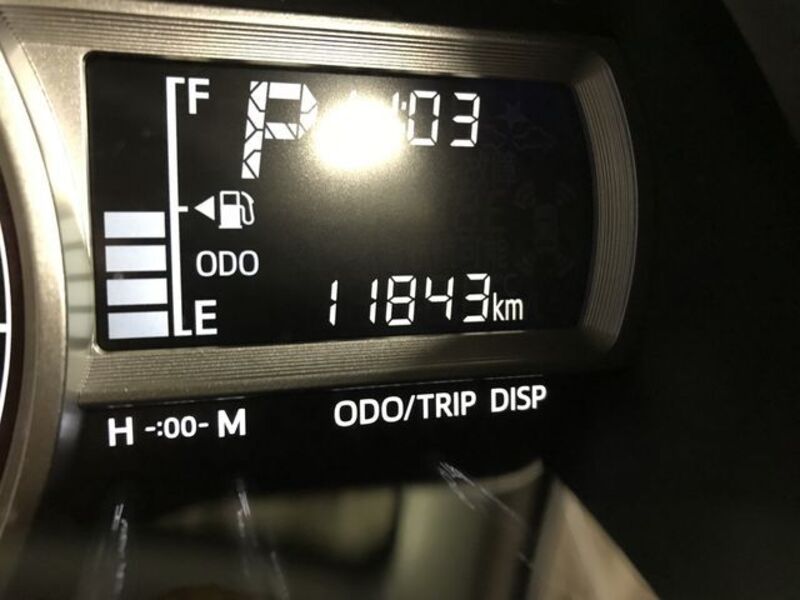 F
P
:03
ODO
11843km
E
H -:00- M
ODO/TRIP DISP